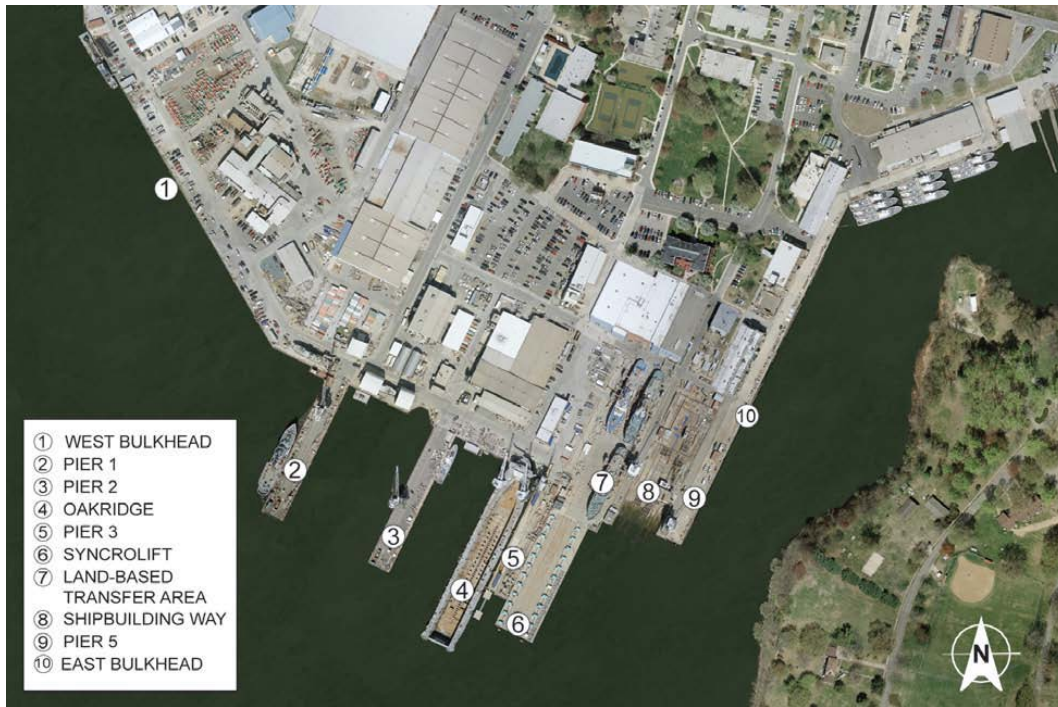 1
2
3
4
5
6
7
8
9
10
① WEST BULKHEAD
② PIER 1
③ PIER 2
④ OAKRIDGE
⑤ PIER 3
⑥ SYNCROLIFT
⑦ LAND-BASED
TRANSFER AREA
⑧ SHIPBUILDING WAY
⑨ PIER 5
⑩ EAST BULKHEAD
N